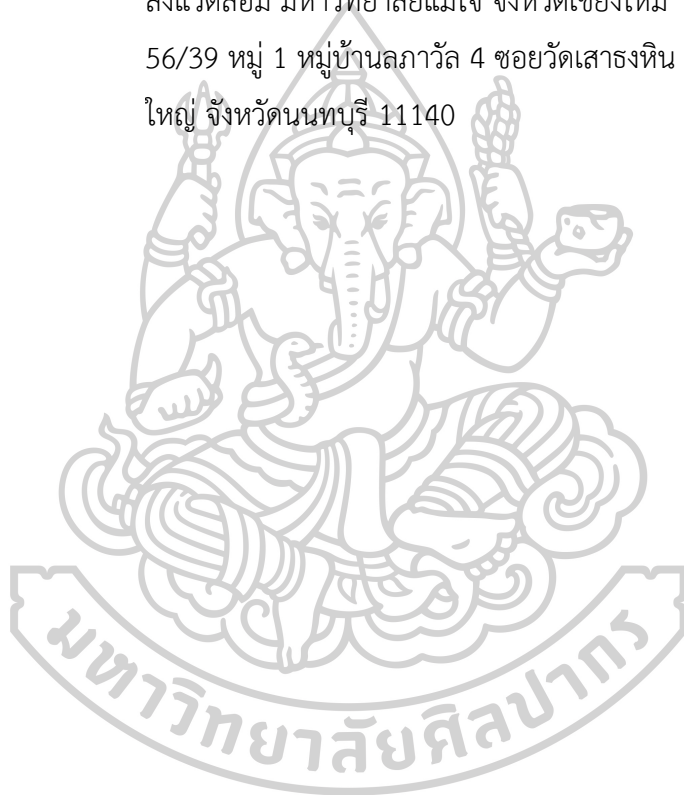 สิ่งแวดล้อม มหาวิทยาลัยแม่โจ้ จังหวัดเชียงใหม่
56/39 หมู่ 1 หมู่บ้านลภาวัล 4 ซอยวัดเสาธงหิน
ใหญ่ จังหวัดนนทบุรี 11140
มหาวิทยาลัยศิลปากร